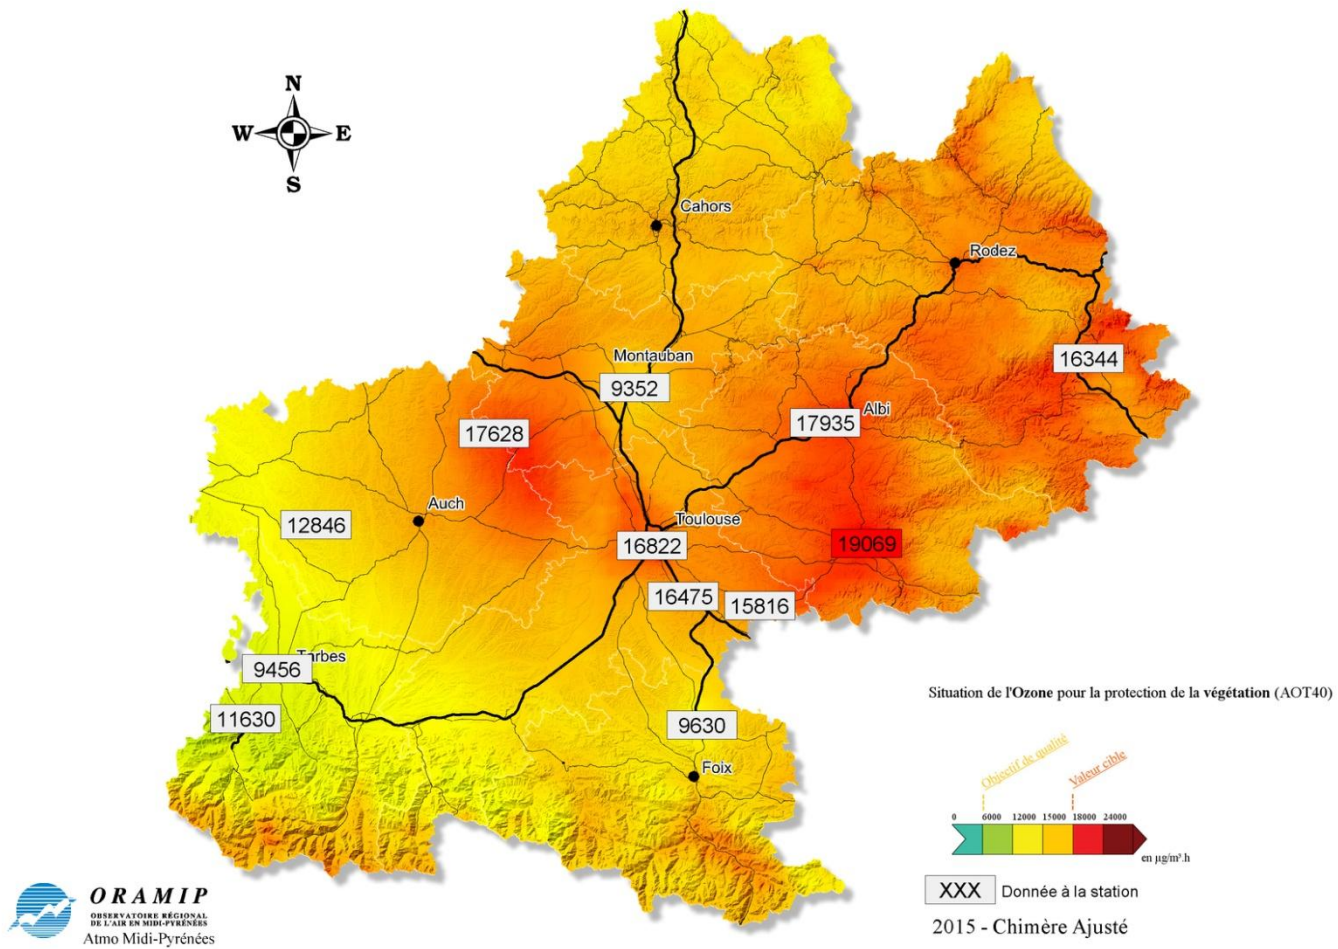 N
W E
S
Cahors
Rodez
Montauban
16344
9352
Albi
17935
17628
Auch
12846
Toulouse
16822
19069
16475
15816
Tarbes
9456
11630
9630
Foix
Situation de l'Ozone pour la protection de la végétation (AOT40)
Objectif de qualité
Valeur cible
0 6000 12000 15000 18000 24000
en µg/m³.h
XXX Donnée à la station
2015 - Chimère Ajusté
ORAMIP
OBSERVATOIRE RÉGIONAL
DE L'AIR EN MIDI-PYRÉNÉES
Atmo Midi-Pyrénées